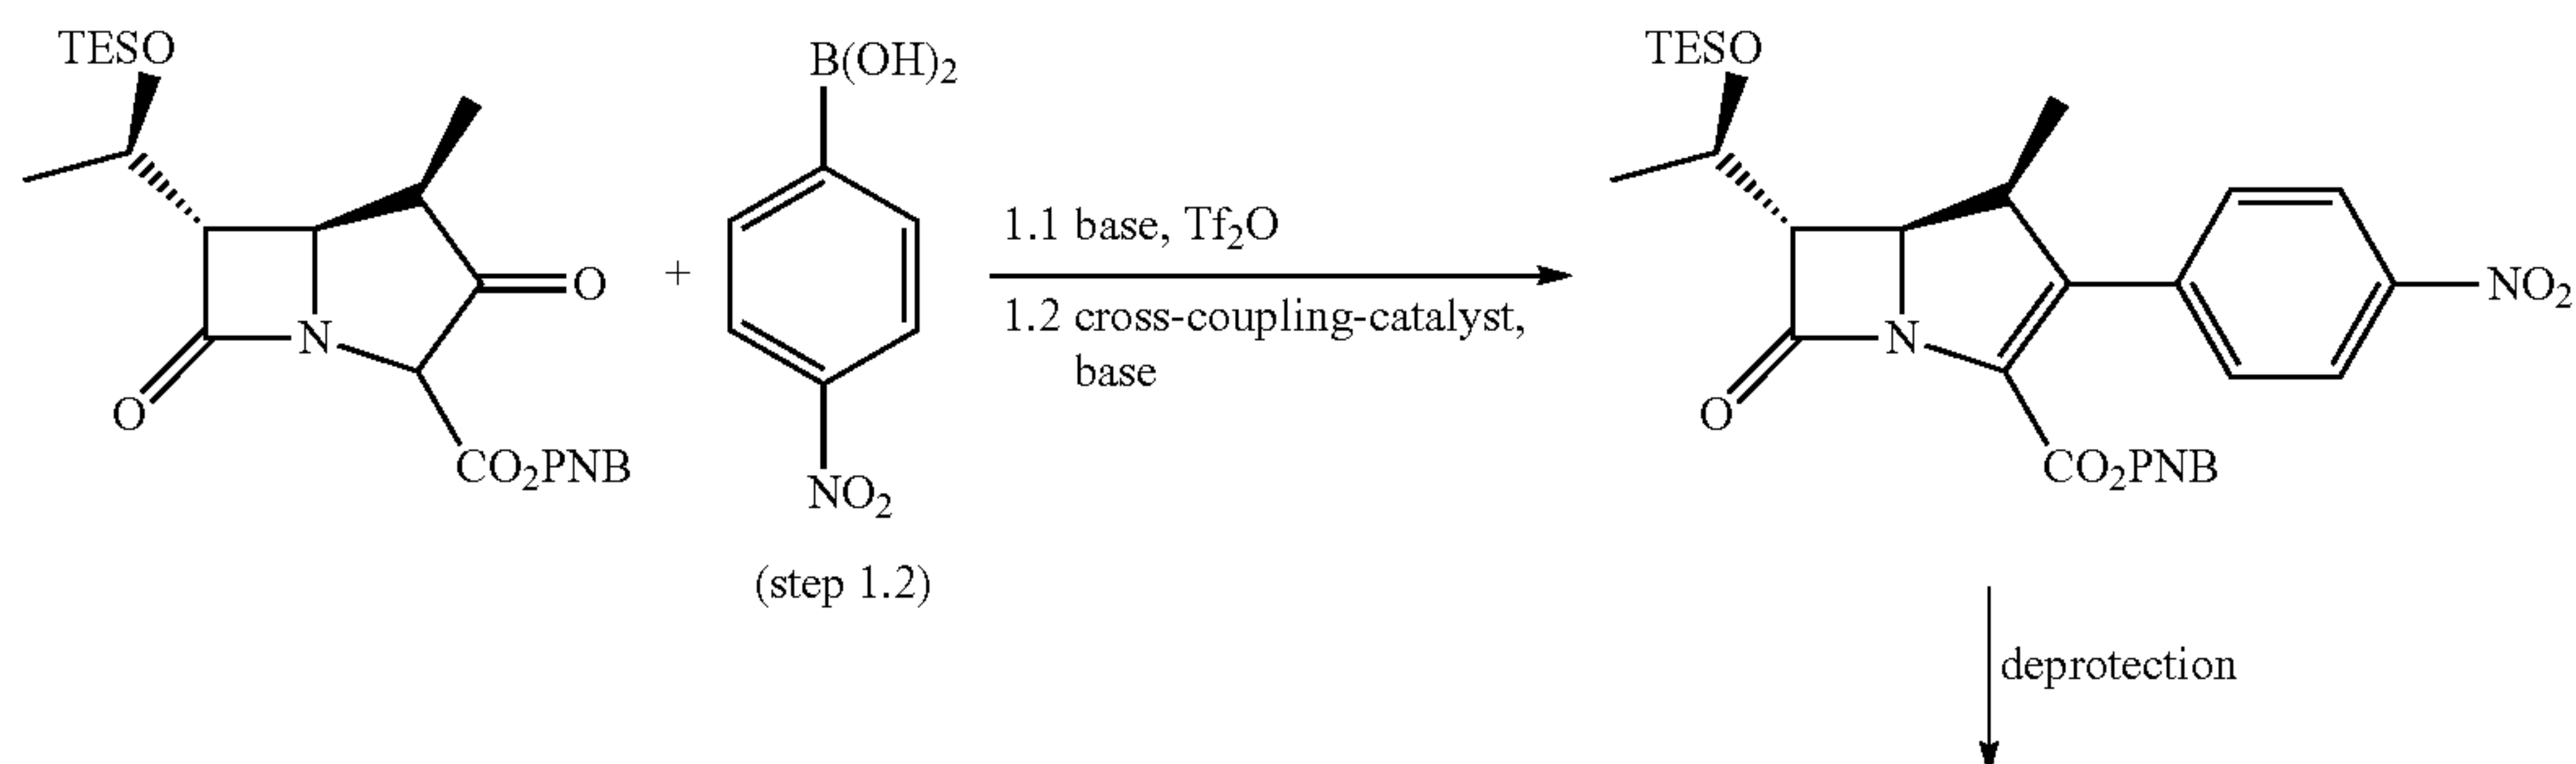 TESO
B(OH)₂
TESO
1.1 base, Tf₂O
O
+
NO₂
1.2 cross-coupling-catalyst,
base
N
N
O
O
CO₂PNB
NO₂
CO₂PNB
(step 1.2)
deprotection